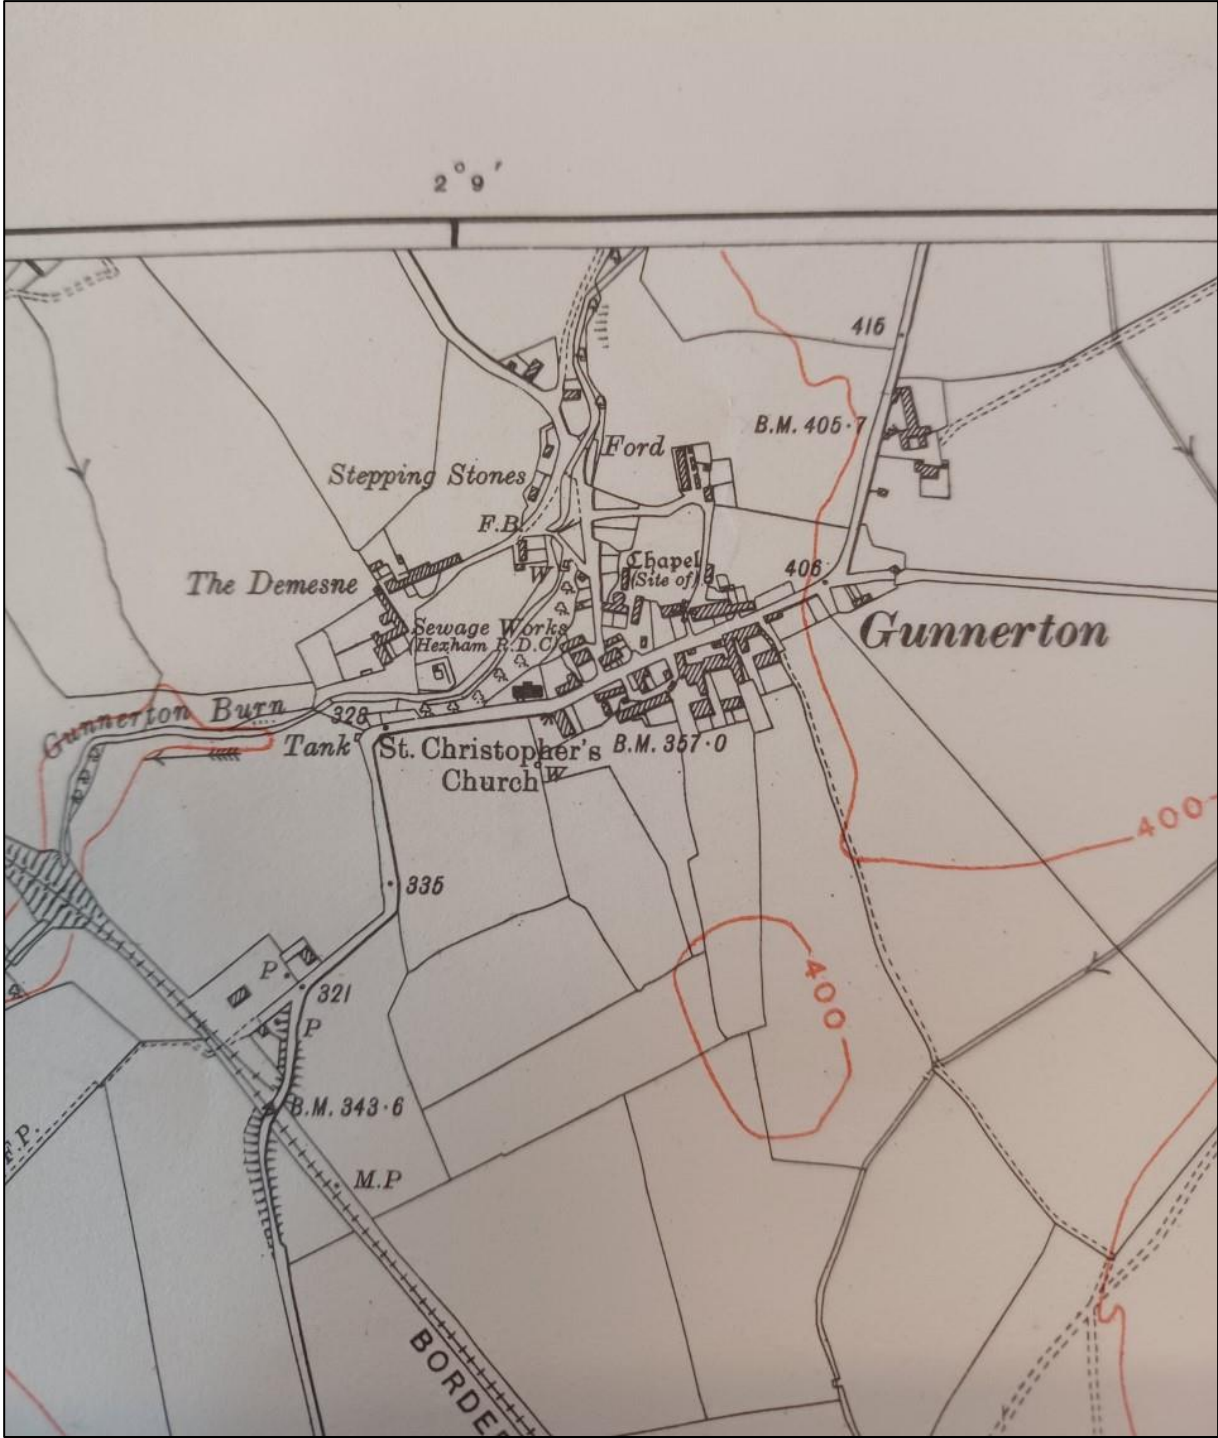 2° 9′
416
B.M. 405·7
Ford
Stepping Stones
F.B.
Chapel
(Site of)
406
W
The Demesne
Gunnerton
Sewage Works
(Hexham R.D.C)
Gunnerton Burn
328
Tank
St. Christopher's
Church
B.M. 357·0
W
400
335
400
P
321
P
B.M. 343·6
F.P.
M.P
BORDER